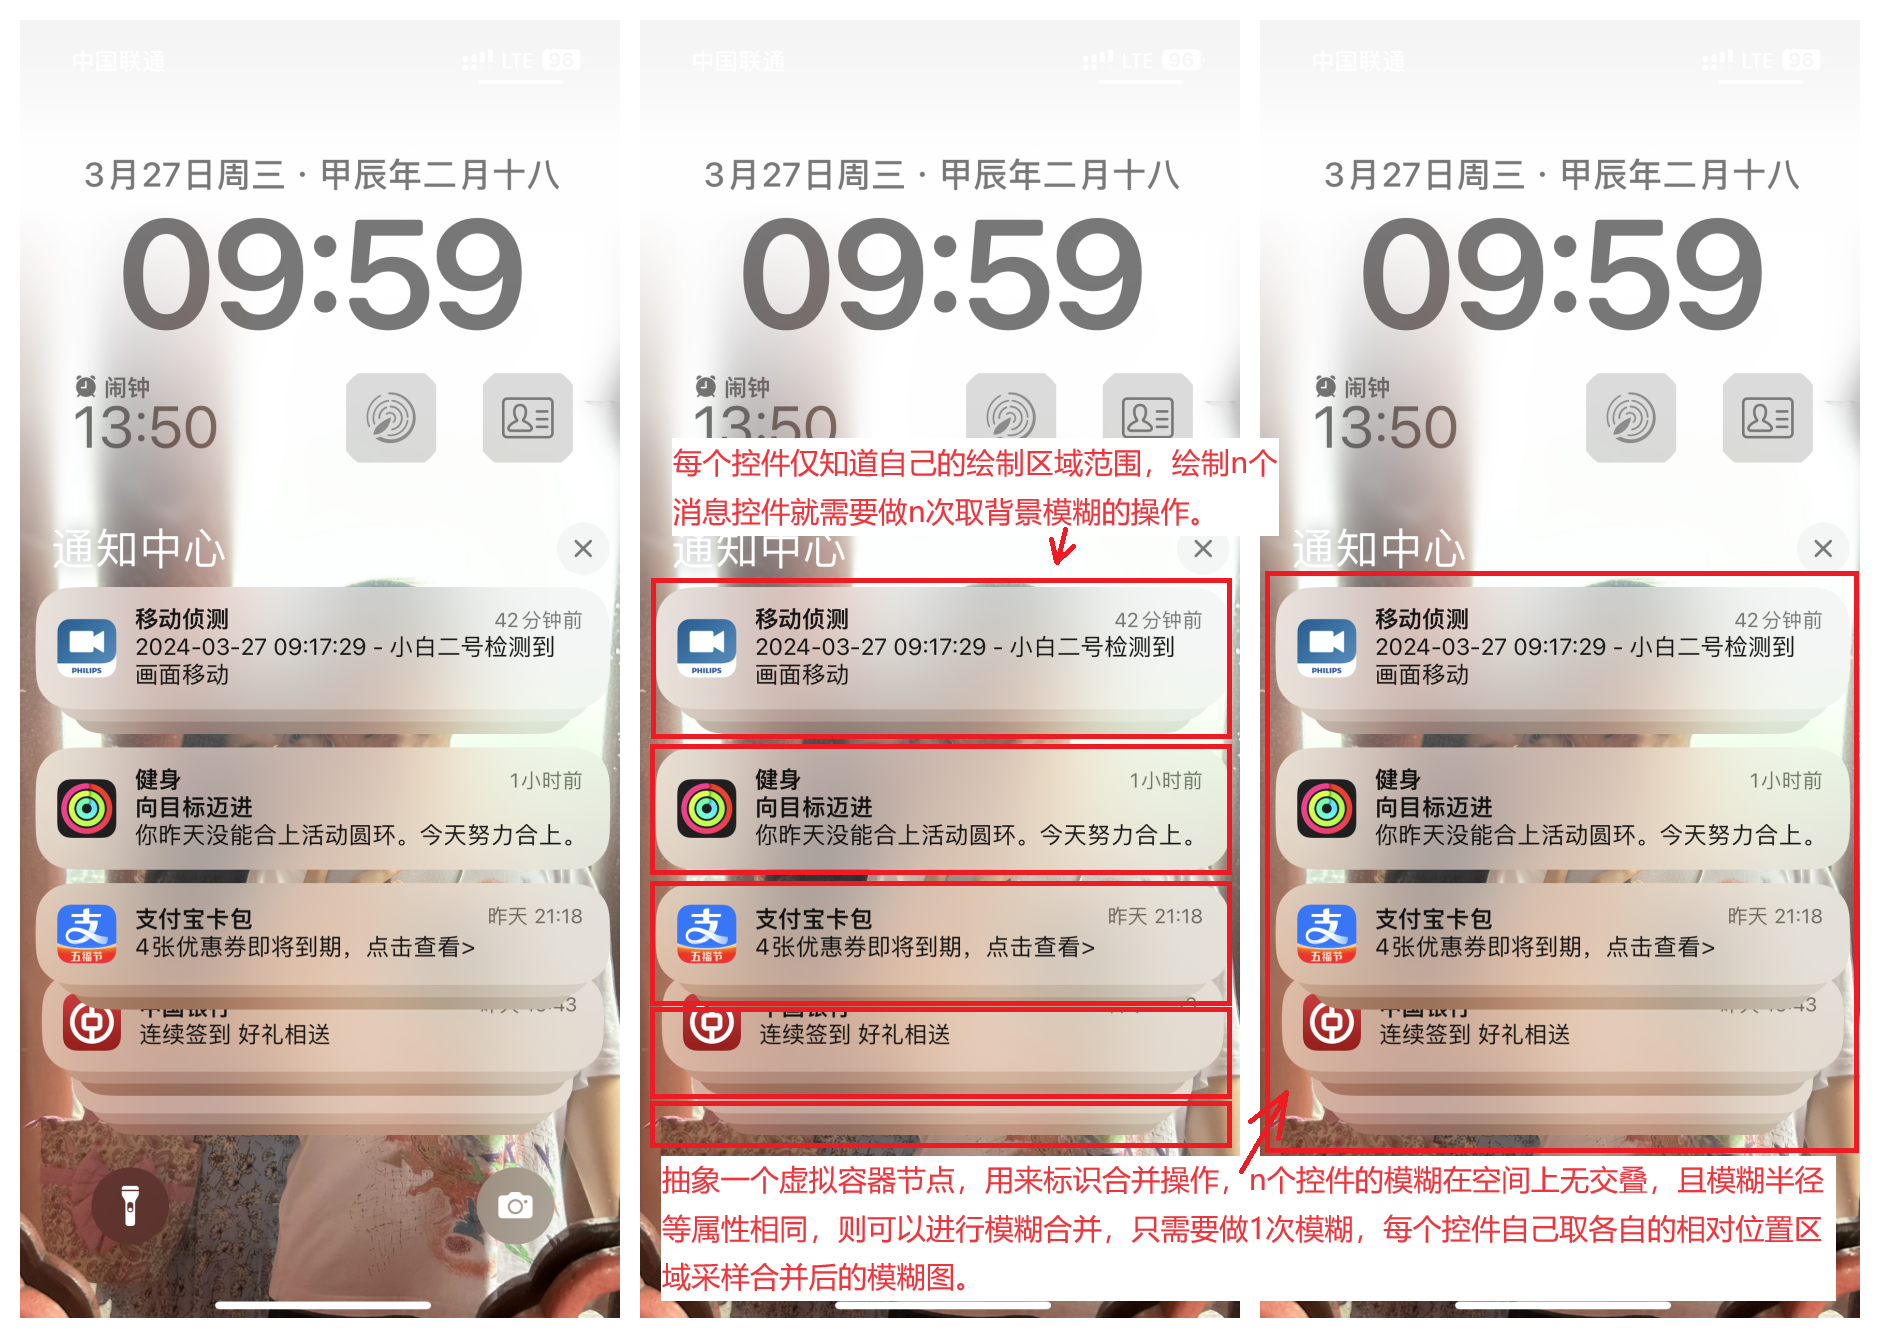 中国联通
LTE 96
3月27日周三 · 甲辰年二月十八
09:59
闹钟
13:50
通知中心
移动侦测
42分钟前
2024-03-27 09:17:29 - 小白二号检测到
画面移动
PHILIPS
健身
1小时前
向目标迈进
你昨天没能合上活动圆环。今天努力合上。
支付宝卡包
昨天 21:18
4张优惠券即将到期，点击查看>
支
五福节
连续签到 好礼相送
中国联通
LTE 96
3月27日周三 · 甲辰年二月十八
09:59
闹钟
13:50
每个控件仅知道自己的绘制区域范围，绘制n个
消息控件就需要做n次取背景模糊的操作。
通知中心
移动侦测
42分钟前
2024-03-27 09:17:29 - 小白二号检测到
画面移动
PHILIPS
健身
1小时前
向目标迈进
你昨天没能合上活动圆环。今天努力合上。
支付宝卡包
昨天 21:18
4张优惠券即将到期，点击查看>
支
五福节
连续签到 好礼相送
中国联通
LTE 96
3月27日周三 · 甲辰年二月十八
09:59
闹钟
13:50
通知中心
移动侦测
42分钟前
2024-03-27 09:17:29 - 小白二号检测到
画面移动
PHILIPS
健身
1小时前
向目标迈进
你昨天没能合上活动圆环。今天努力合上。
支付宝卡包
昨天 21:18
4张优惠券即将到期，点击查看>
支
五福节
连续签到 好礼相送
抽象一个虚拟容器节点，用来标识合并操作，n个控件的模糊在空间上无交叠，且模糊半径
等属性相同，则可以进行模糊合并，只需要做1次模糊，每个控件自己取各自的相对位置区
域采样合并后的模糊图。